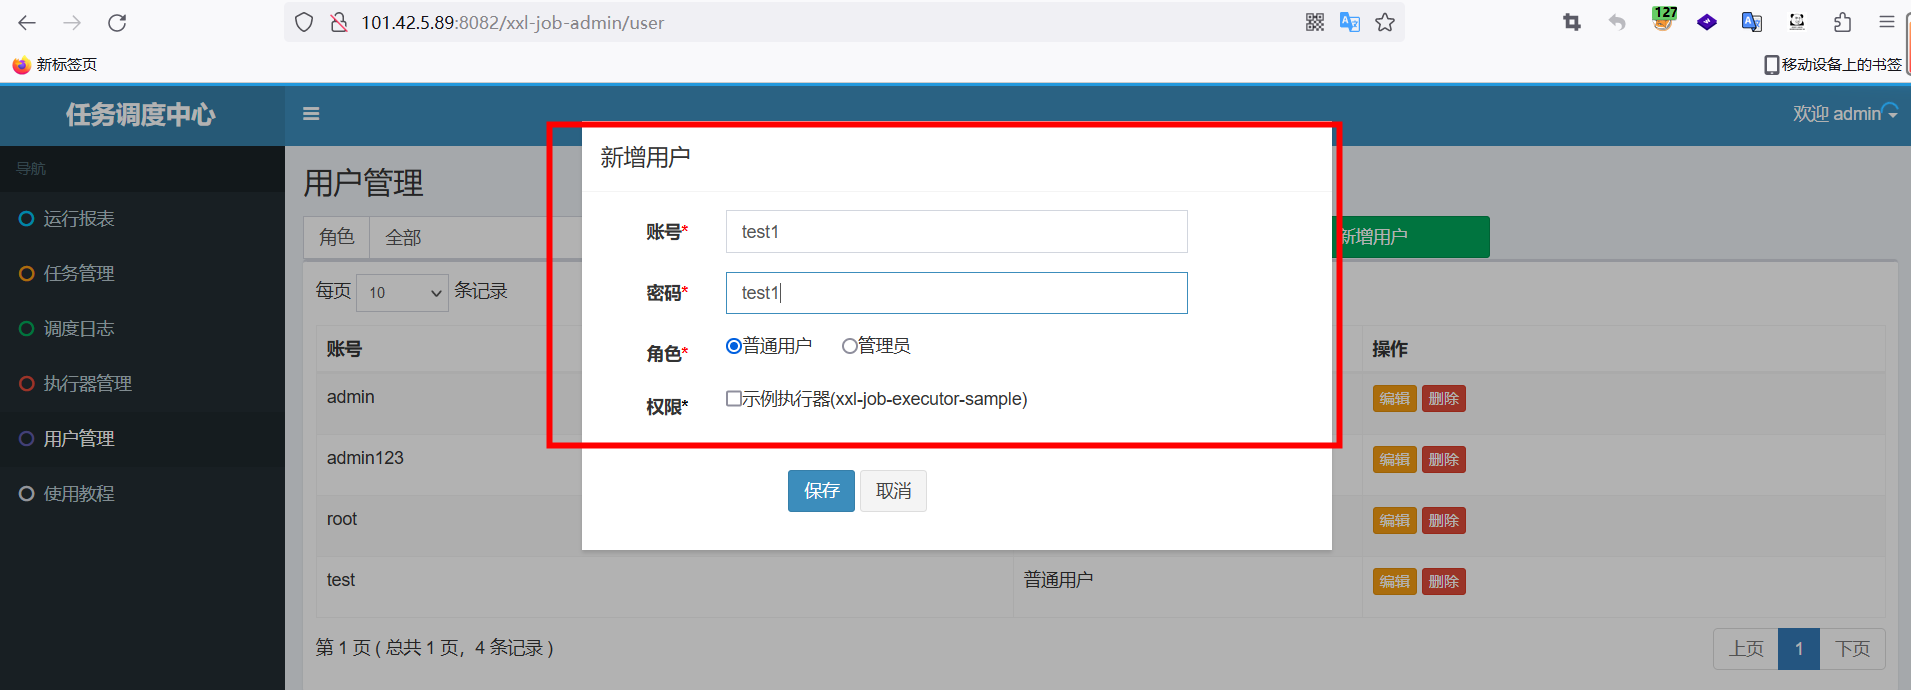 101.42.5.89:8082/xxl-job-admin/user
127
新标签页
移动设备上的书签
任务调度中心
欢迎 admin
导航
运行报表
任务管理
调度日志
执行器管理
用户管理
使用教程
用户管理
角色
全部
新增用户
每页 10 条记录
账号
操作
admin
编辑 删除
admin123
编辑 删除
root
编辑 删除
test
普通用户
编辑 删除
第 1 页 ( 总共 1 页，4 条记录 )
上页 1 下页
新增用户
账号* test1
密码* test1
角色* 普通用户 管理员
权限* 示例执行器(xxl-job-executor-sample)
保存 取消